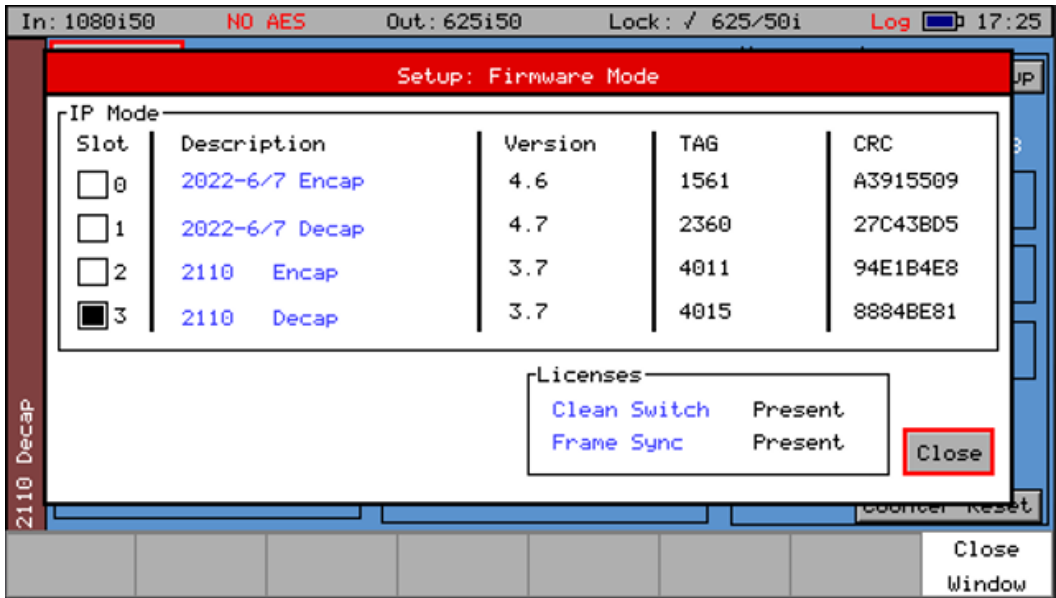 In: 1080i50 NO AES Out: 625i50 Lock: √ 625/50i Log 17:25
Setup: Firmware Mode
IP Mode
Slot Description Version TAG CRC
0 2022-6/7 Encap 4.6 1561 A3915509
1 2022-6/7 Decap 4.7 2360 27C43BD5
2 2110 Encap 3.7 4011 94E1B4E8
3 2110 Decap 3.7 4015 8884BE81
Licenses
Clean Switch Present
Frame Sync Present
Close
2110 Decap
Counter Reset
Close
Window